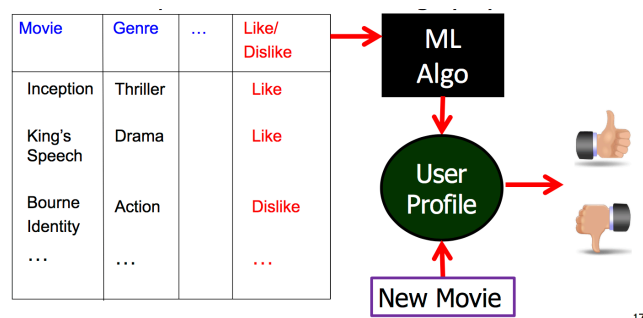 Movie Genre … Like/
Dislike
Inception Thriller Like
King's
Speech Drama Like
Bourne
Identity Action Dislike
… … …
ML
Algo
User
Profile
New Movie
17